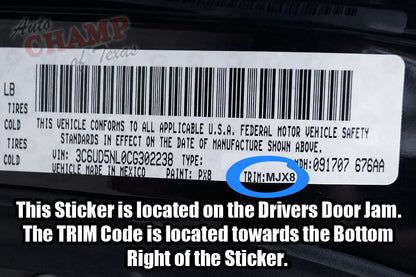 Auto
CHAMP
of Texas
LB
TIRES
COLD
TIRES
COLD
THIS VEHICLE CONFORMS TO ALL APPLICABLE U.S.A. FEDERAL MOTOR VEHICLE SAFETY
STANDARDS IN EFFECT ON THE DATE OF MANUFACTURE SHOWN ABOVE.
VIN: 3C6UD5NL0CG302238 TYPE: MDH:091707 676AA
VEHICLE MADE IN MEXICO PAINT: PX8 TRIM:MJX8
This Sticker is located on the Drivers Door Jam.
The TRIM Code is located towards the Bottom
Right of the Sticker.